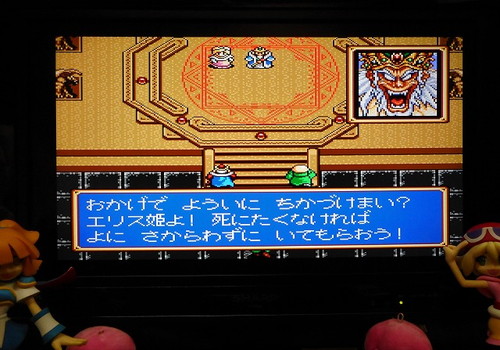 おかげで よういに ちかづけまい?
エリス姫よ! 死にたくなければ
よに さからわずに いてもらおう!